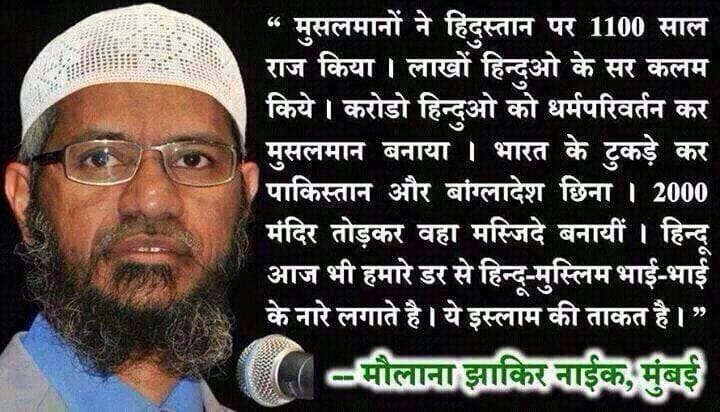 “ मुसलमानों ने हिंदुस्तान पर 1100 साल
राज किया । लाखों हिन्दुओ के सर कलम
किये । करोडो हिन्दुओ को धर्मपरिवर्तन कर
मुसलमान बनाया । भारत के टुकड़े कर
पाकिस्तान और बांग्लादेश छिना । 2000
मंदिर तोड़कर वहा मस्जिदे बनायीं । हिन्दू
आज भी हमारे डर से हिन्दू-मुस्लिम भाई-भाई
के नारे लगाते है । ये इस्लाम की ताकत है । ”
-- मौलाना झाकिर नाईक, मुंबई